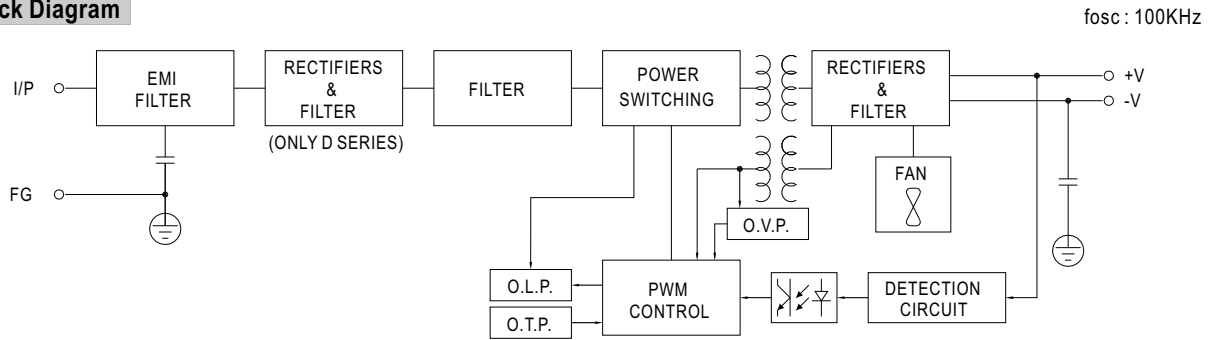 ck Diagram
fosc : 100KHz
I/P
EMI
FILTER
RECTIFIERS
&
FILTER
(ONLY D SERIES)
FILTER
POWER
SWITCHING
RECTIFIERS
&
FILTER
+V
-V
FG
FAN
O.V.P.
O.L.P.
O.T.P.
PWM
CONTROL
DETECTION
CIRCUIT